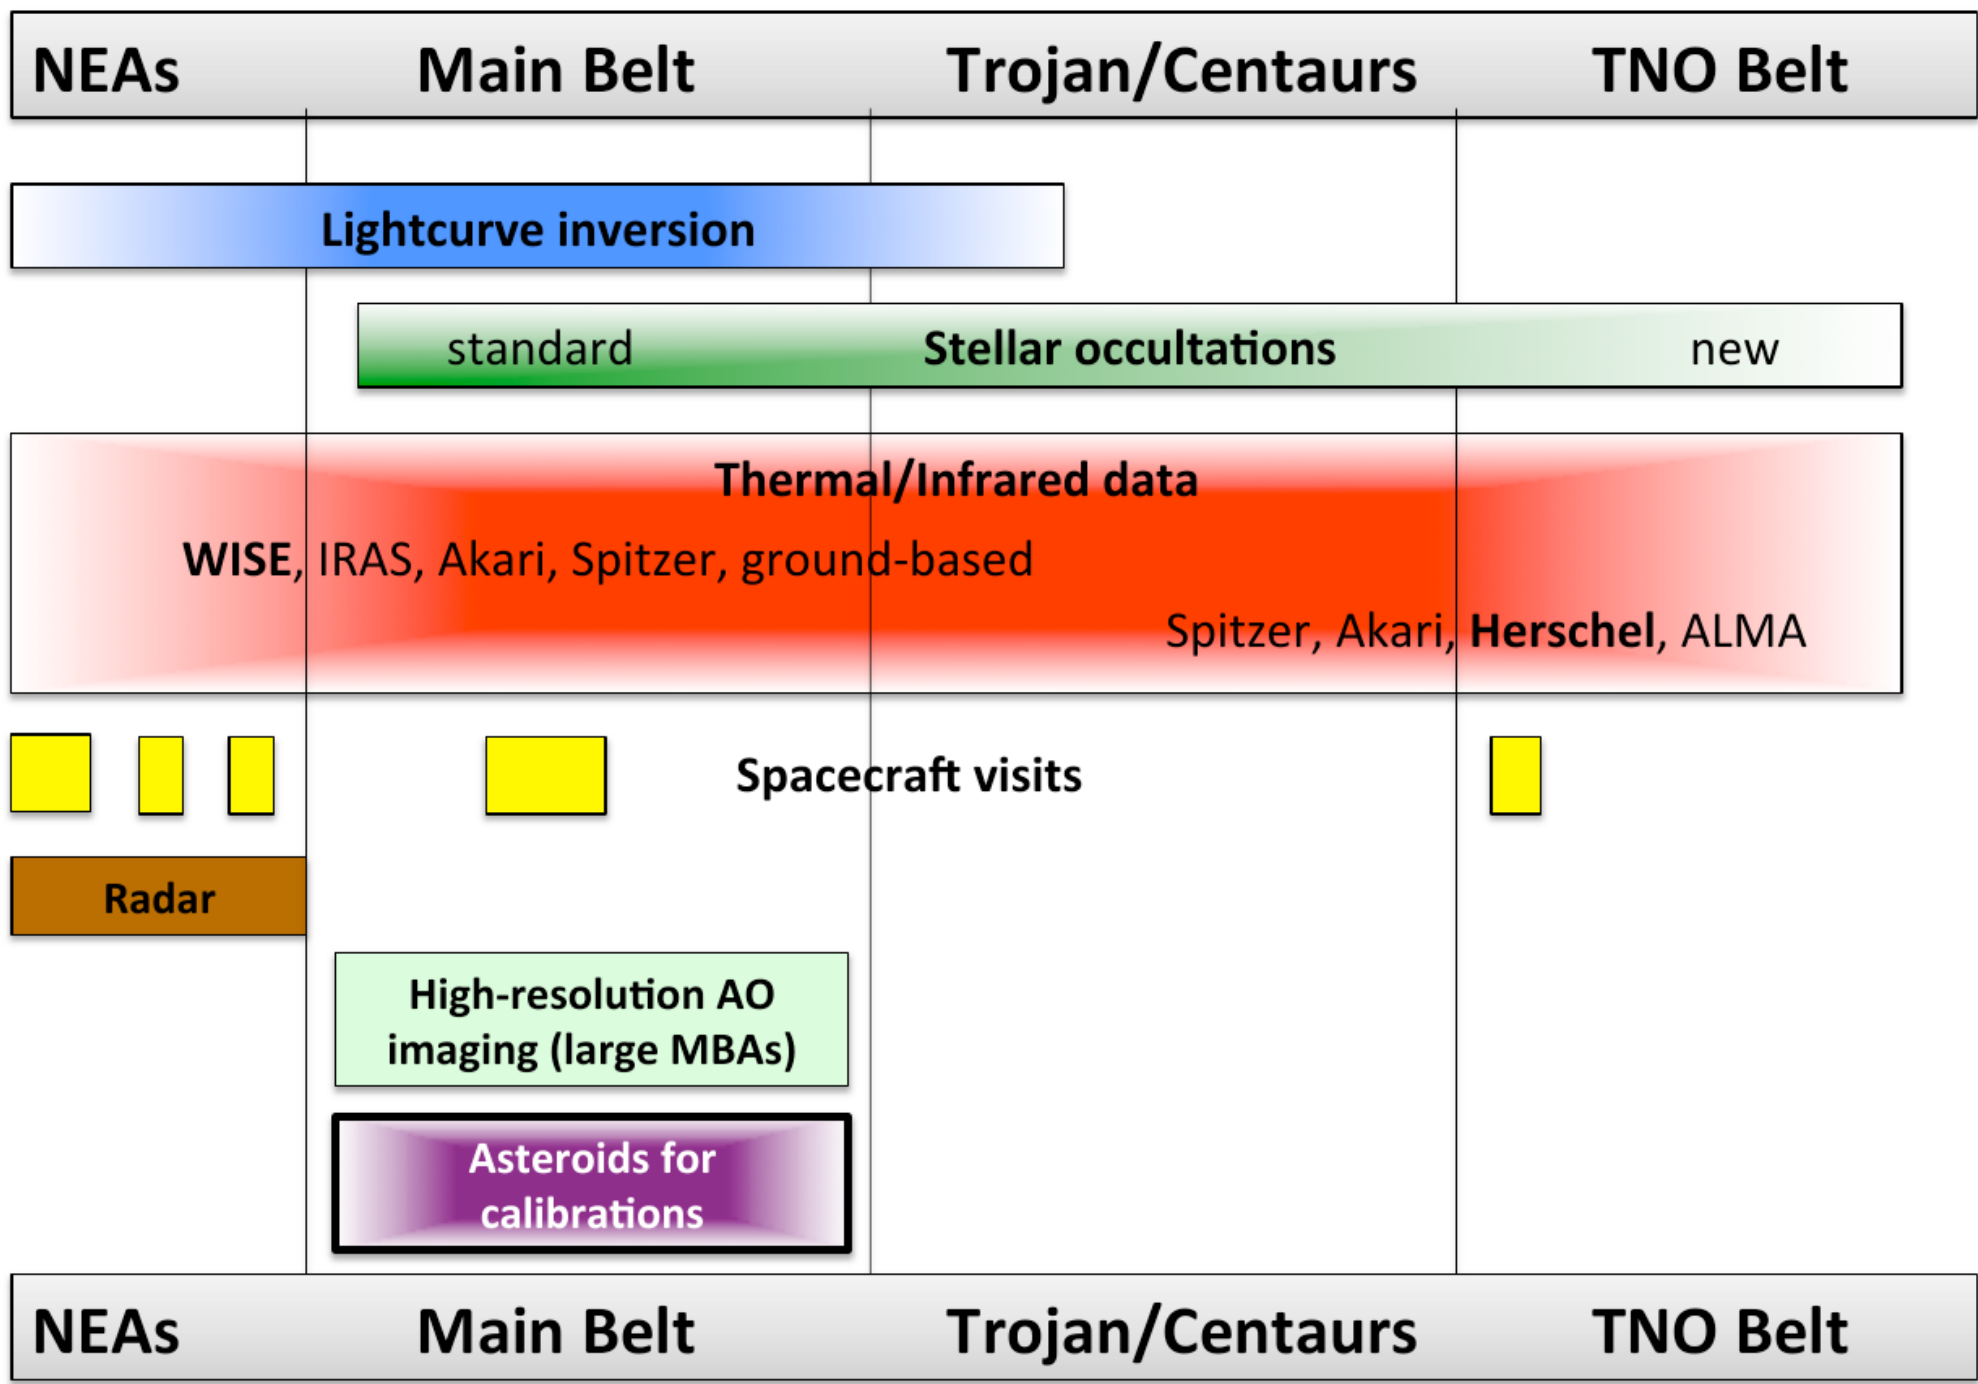 NEAs Main Belt Trojan/Centaurs TNO Belt
Lightcurve inversion
standard Stellar occultations new
Thermal/Infrared data
WISE, IRAS, Akari, Spitzer, ground-based
Spitzer, Akari, Herschel, ALMA
Spacecraft visits
Radar
High-resolution AO
imaging (large MBAs)
Asteroids for
calibrations
NEAs Main Belt Trojan/Centaurs TNO Belt